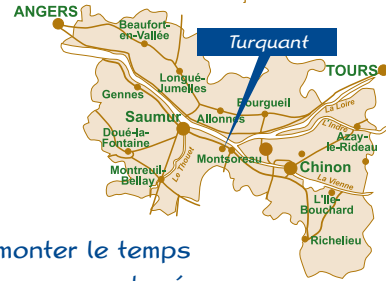 ANGERS
Beaufort-
en-Vallée
Turquant
Longué-
Jumelles
TOURS
Gennes
Allonnes
Bourgueil
La Loire
Saumur
L'Indre
Doué-la-
Fontaine
Azay-
le-Rideau
Montsoreau
Chinon
Montreuil-
Bellay
Le Thouet
La Vienne
L'Ile-
Bouchard
Richelieu
monter le temps